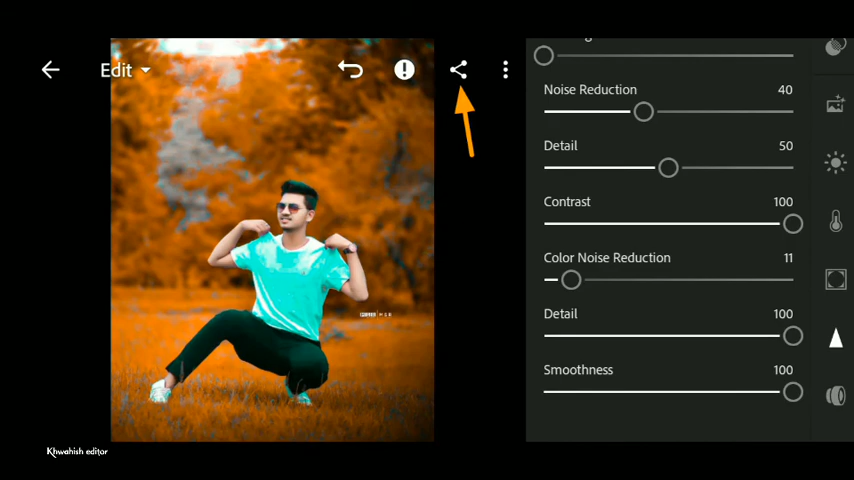 Edit
Noise Reduction 40
Detail 50
Contrast 100
Color Noise Reduction 11
Detail 100
Smoothness 100
Khwahish editor